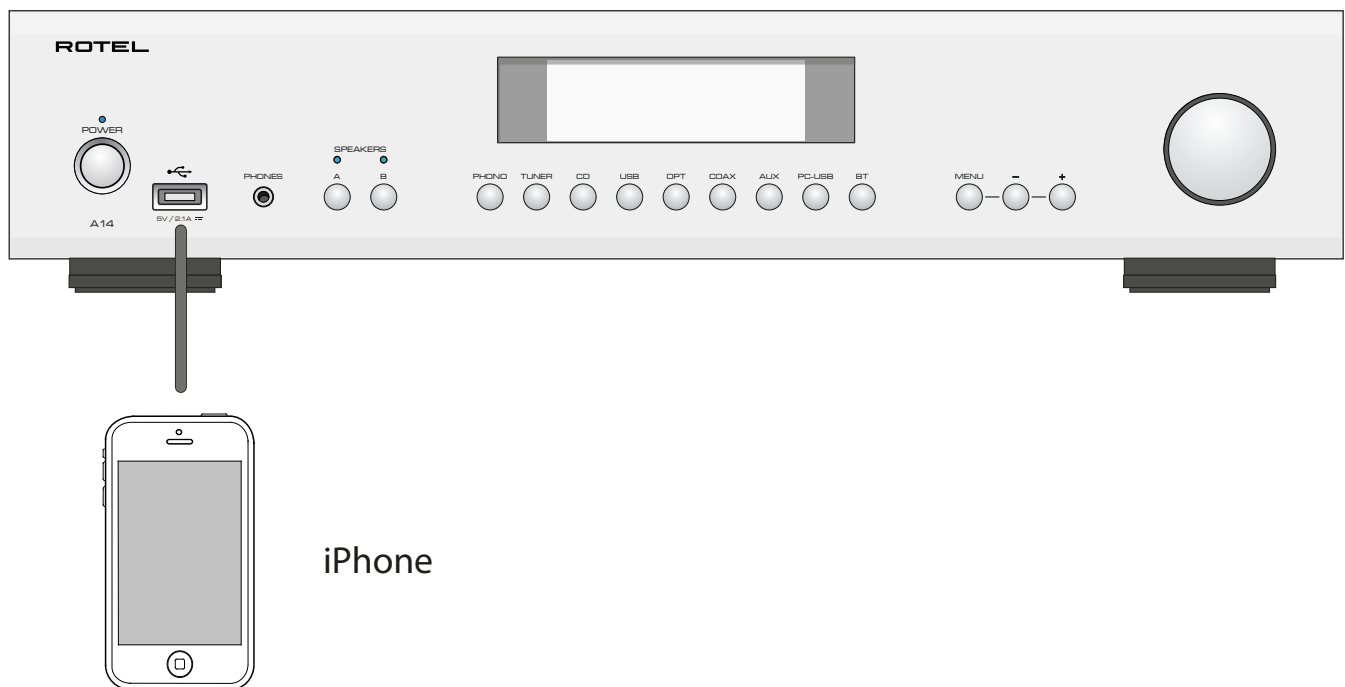 ROTEL
POWER
SPEAKERS
PHONES
A
B
PHONO
TUNER
CD
USB
OPT
COAX
AUX
PC-USB
BT
MENU
–
+
5V / 2.1A ⎓
A14
iPhone